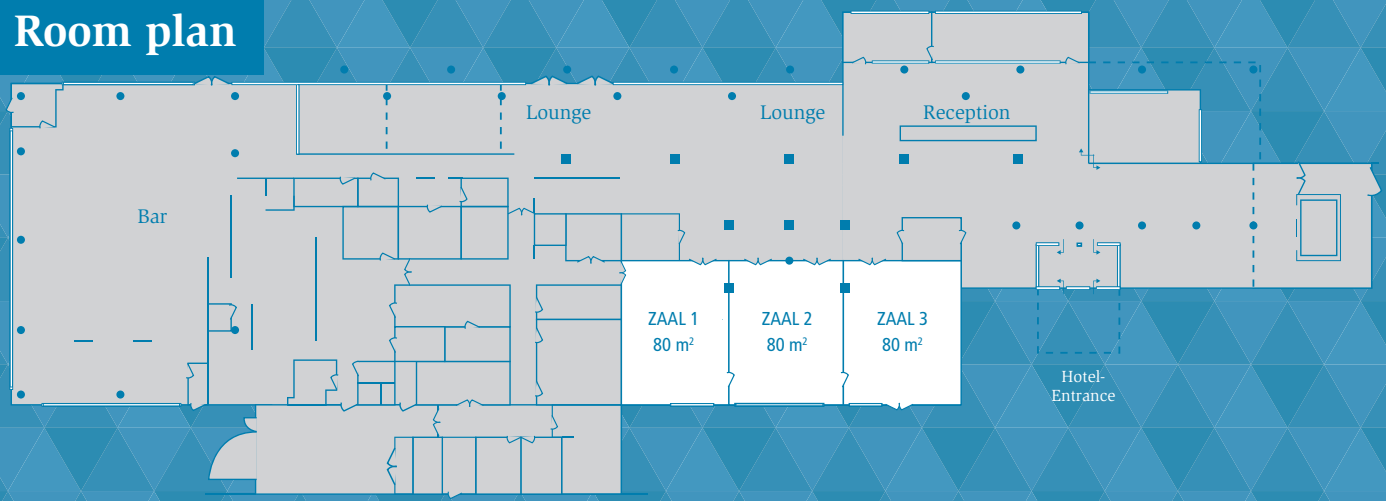 Room plan
Lounge
Lounge
Reception
Bar
ZAAL 1
80 m²
ZAAL 2
80 m²
ZAAL 3
80 m²
Hotel-
Entrance